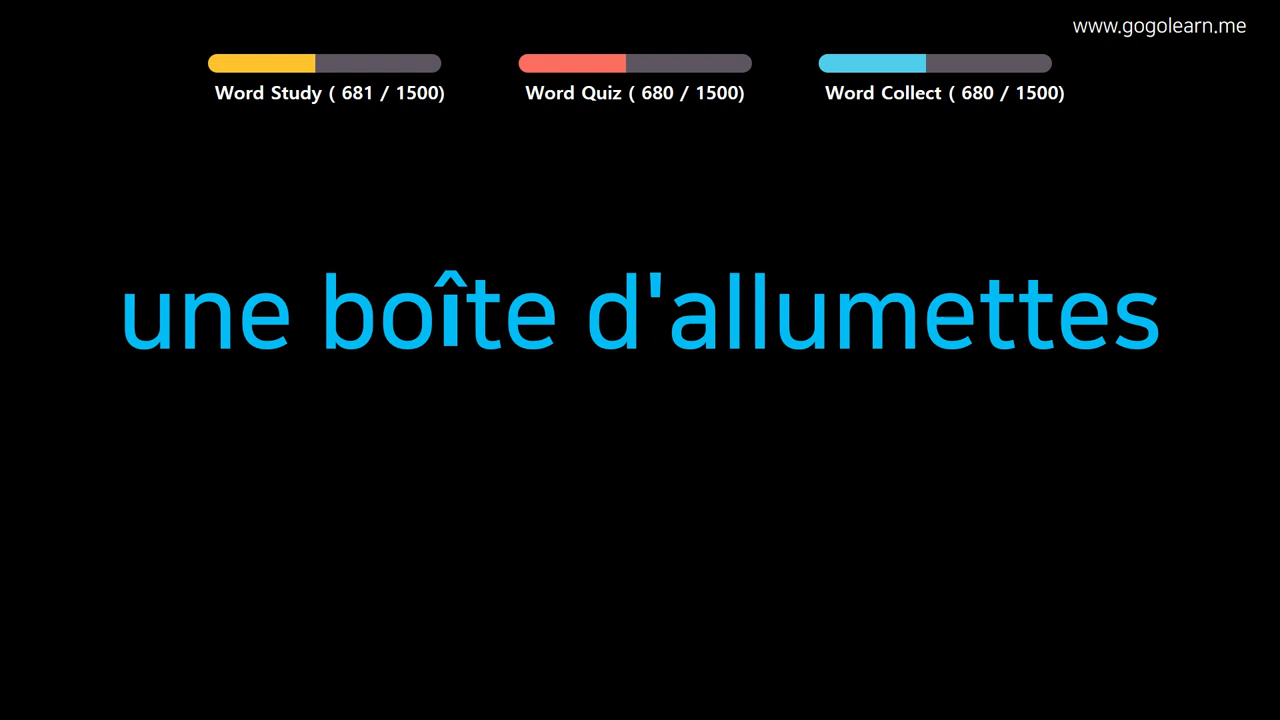 www.gogolearn.me
Word Study ( 681 / 1500)
Word Quiz ( 680 / 1500)
Word Collect ( 680 / 1500)
une boîte d'allumettes